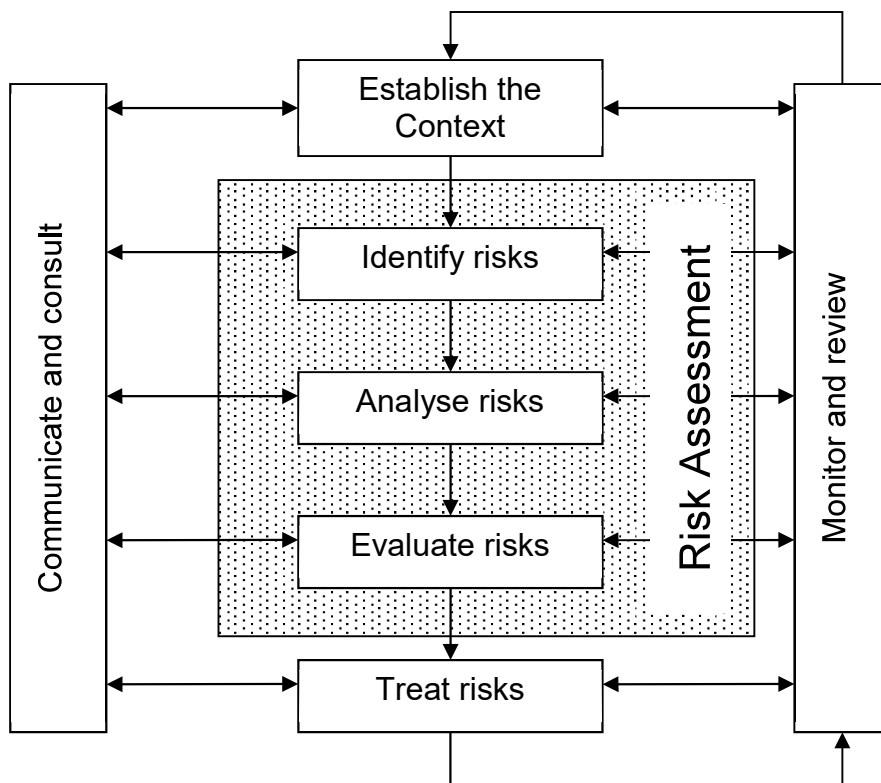 Establish the
Context
Communicate and consult
Identify risks
Analyse risks
Evaluate risks
Risk Assessment
Monitor and review
Treat risks